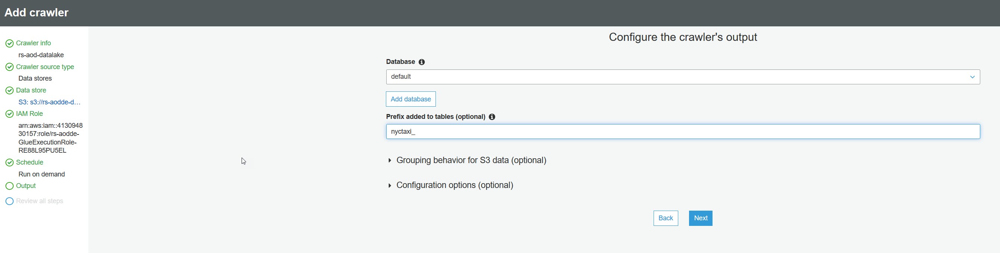 Add crawler
Crawler info
rs-aod-datalake
Crawler source type
Data stores
Data store
S3: s3://rs-aodde-d...
IAM Role
arn:aws:iam::4130948
30157:role/rs-aodde-
GlueExecutionRole-
RE88L95PU5EL
Schedule
Run on demand
Output
Review all steps
Configure the crawler's output
Database
default
Add database
Prefix added to tables (optional)
nyctaxi_
Grouping behavior for S3 data (optional)
Configuration options (optional)
Back Next